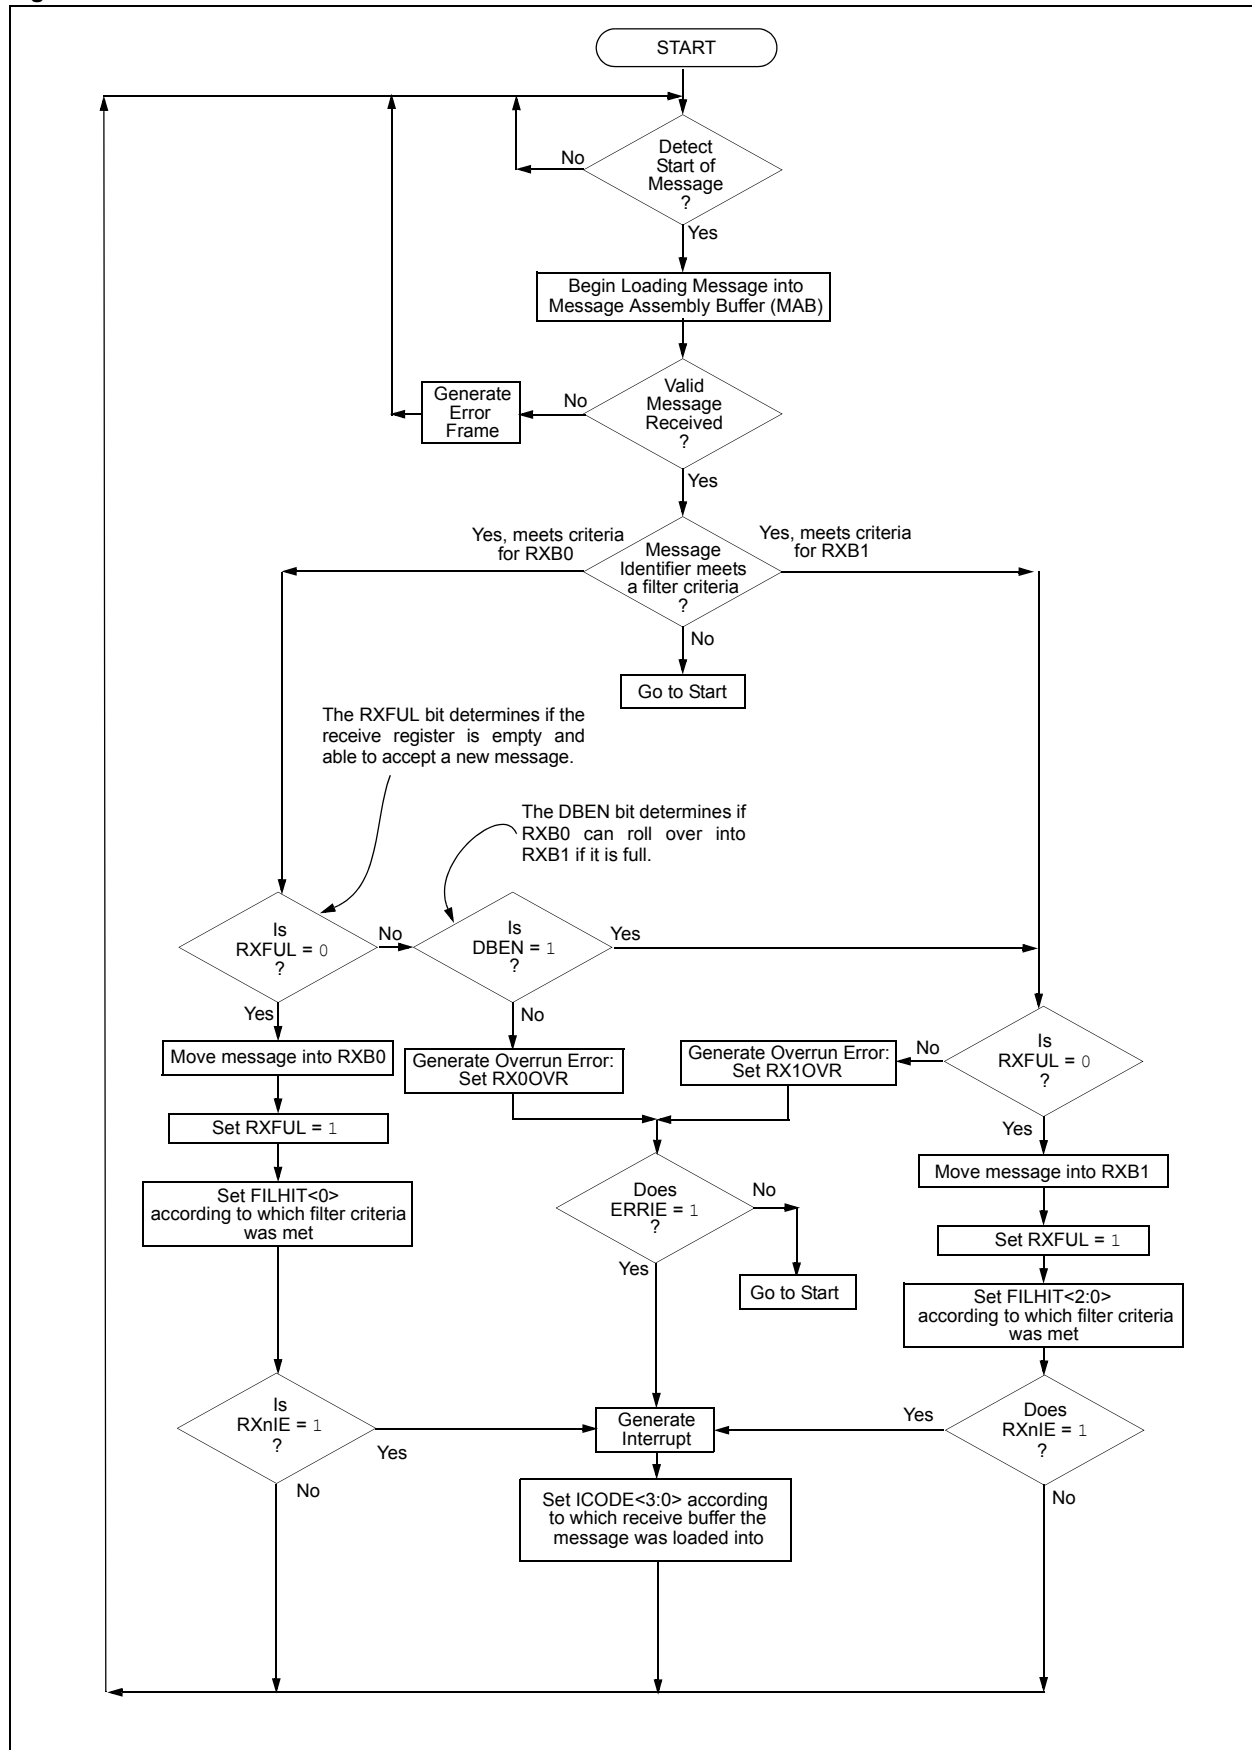 START
Detect
Start of
Message
?
No
Yes
Begin Loading Message into
Message Assembly Buffer (MAB)
Valid
Message
Received
?
No
Generate
Error
Frame
Yes
Yes, meets criteria
for RXB0
Yes, meets criteria
for RXB1
Message
Identifier meets
a filter criteria
?
No
Go to Start
The RXFUL bit determines if the
receive register is empty and
able to accept a new message.
The DBEN bit determines if
RXB0 can roll over into
RXB1 if it is full.
Is
RXFUL = 0
?
No
Is
DBEN = 1
?
Yes
Yes
No
Move message into RXB0
Generate Overrun Error:
Set RX0OVR
Generate Overrun Error:
Set RX1OVR
No
Is
RXFUL = 0
?
Set RXFUL = 1
Yes
Set FILHIT<0>
according to which filter criteria
was met
Does
ERRIE = 1
?
No
Yes
Go to Start
Move message into RXB1
Set RXFUL = 1
Set FILHIT<2:0>
according to which filter criteria
was met
Is
RXnIE = 1
?
Yes
No
Generate
Interrupt
Yes
Does
RXnIE = 1
?
No
Set ICODE<3:0> according
to which receive buffer the
message was loaded into